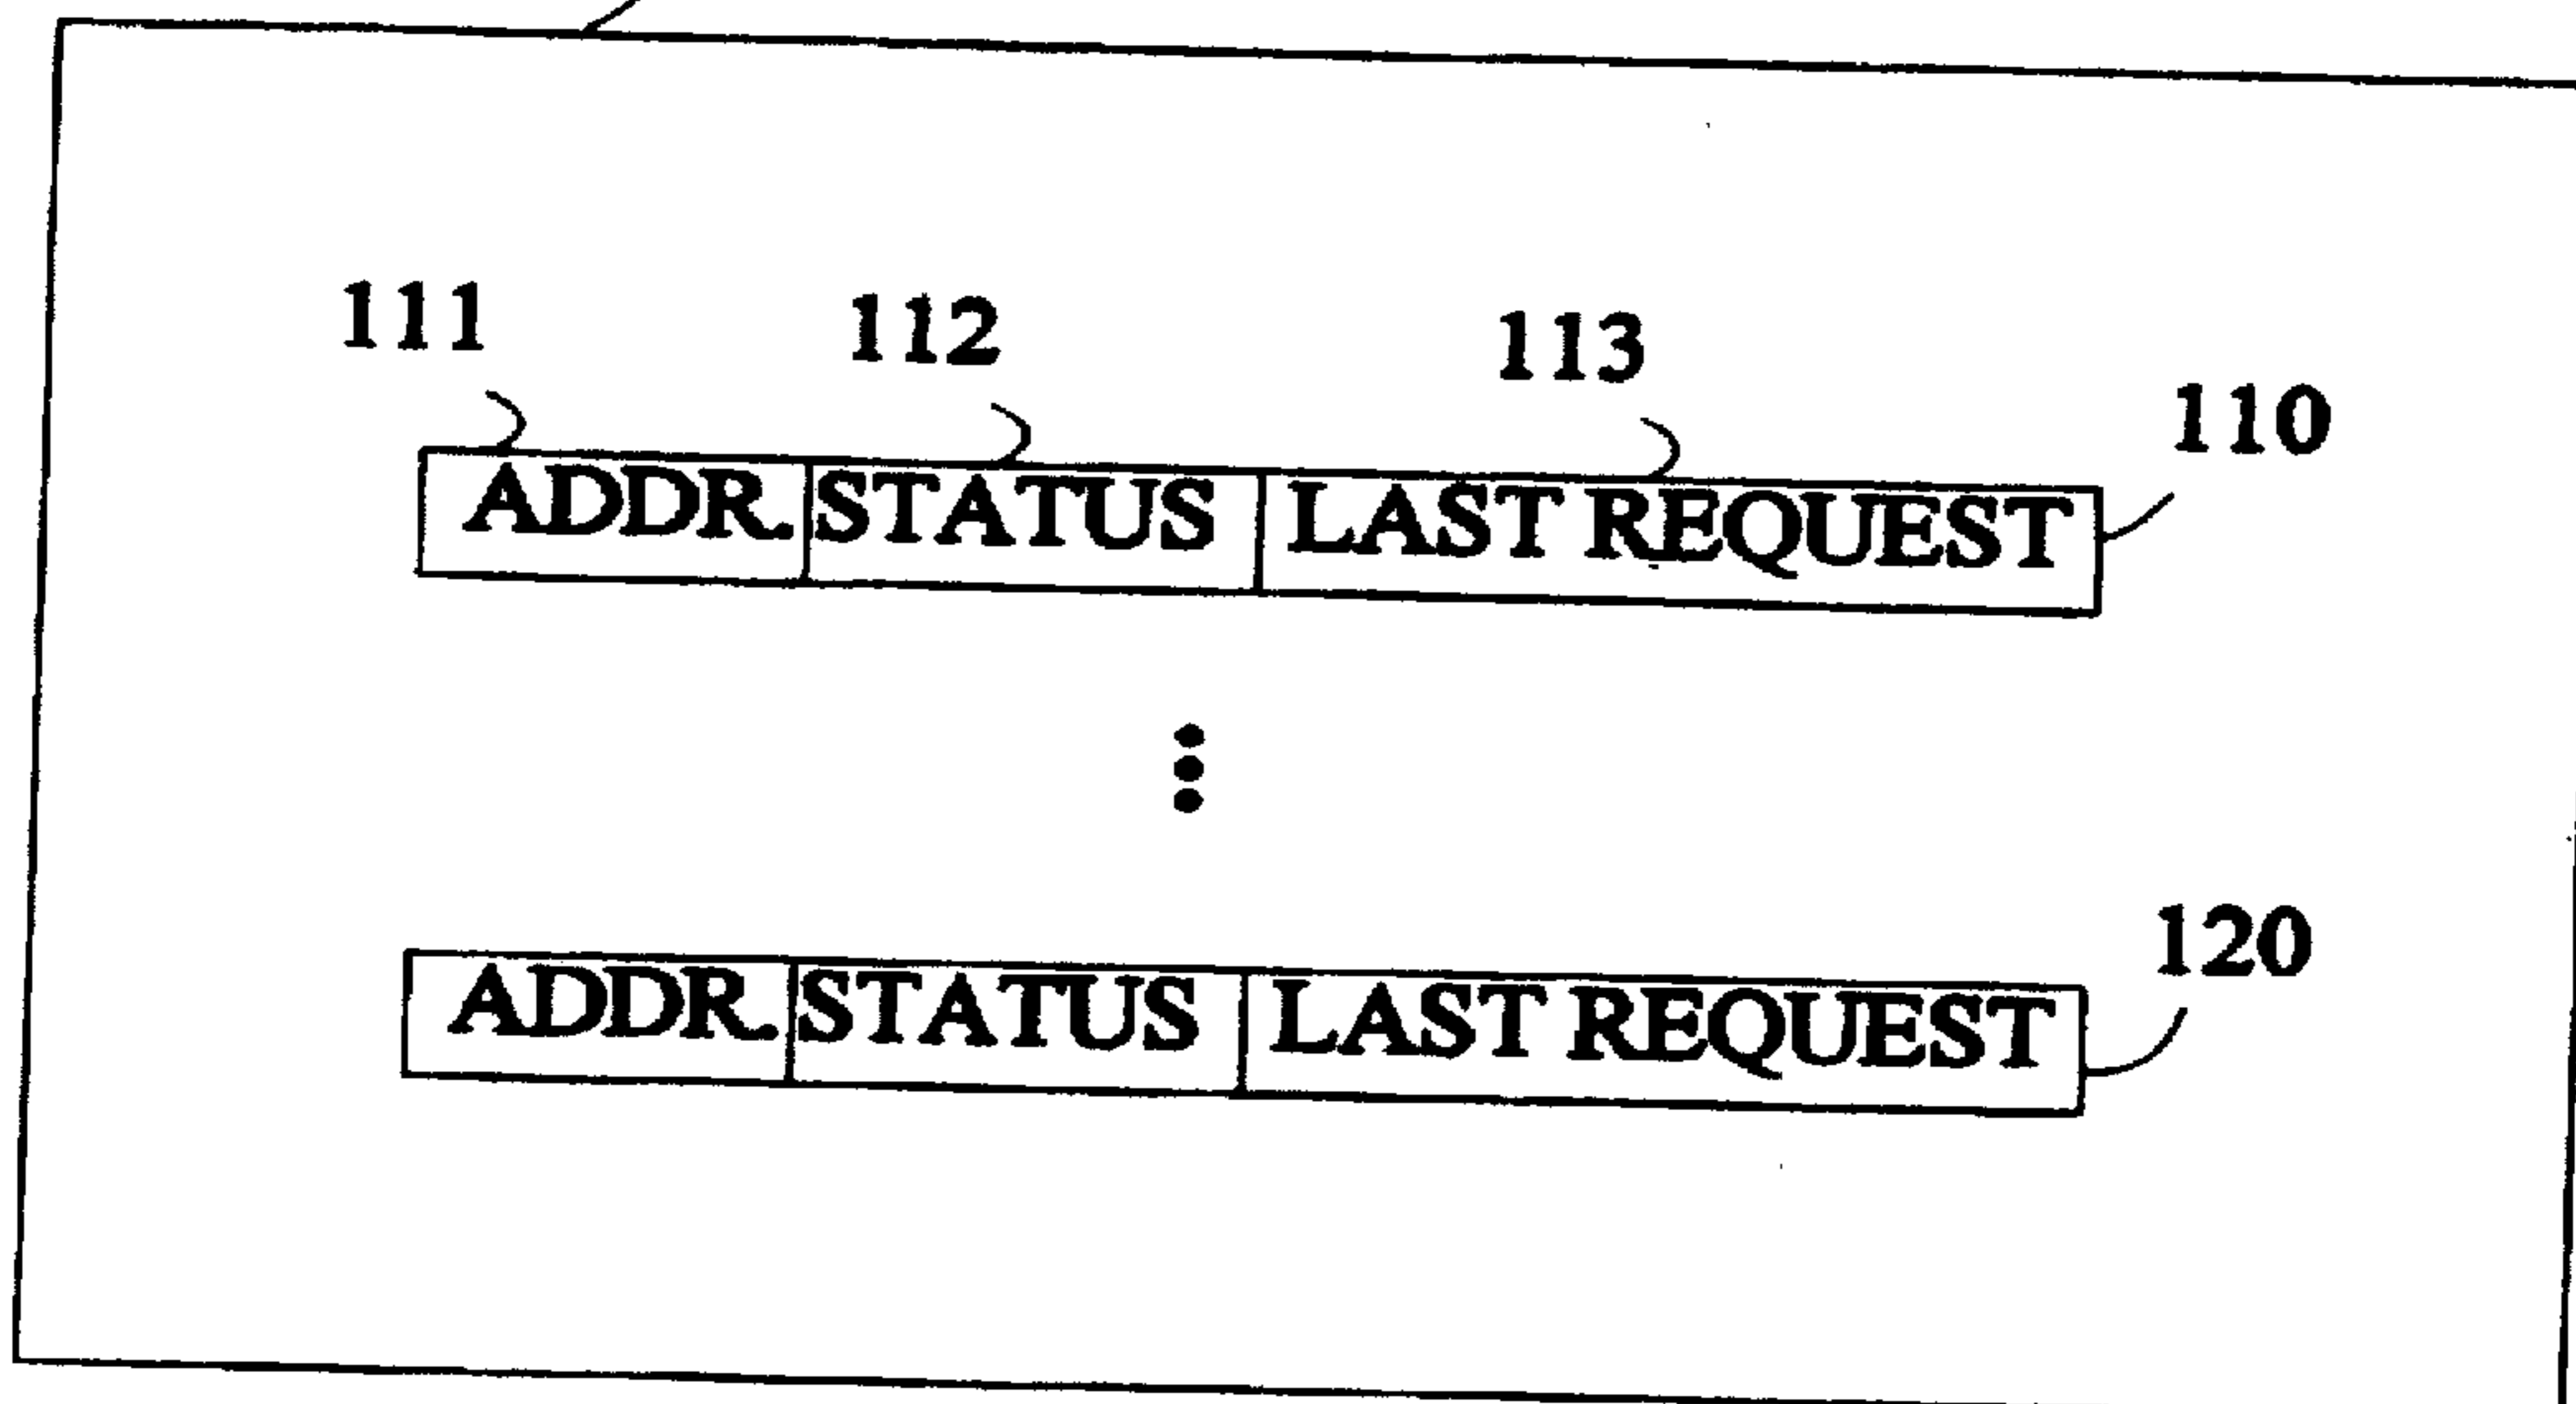 111 112 113
110
ADDR. STATUS LAST REQUEST
120
ADDR. STATUS LAST REQUEST